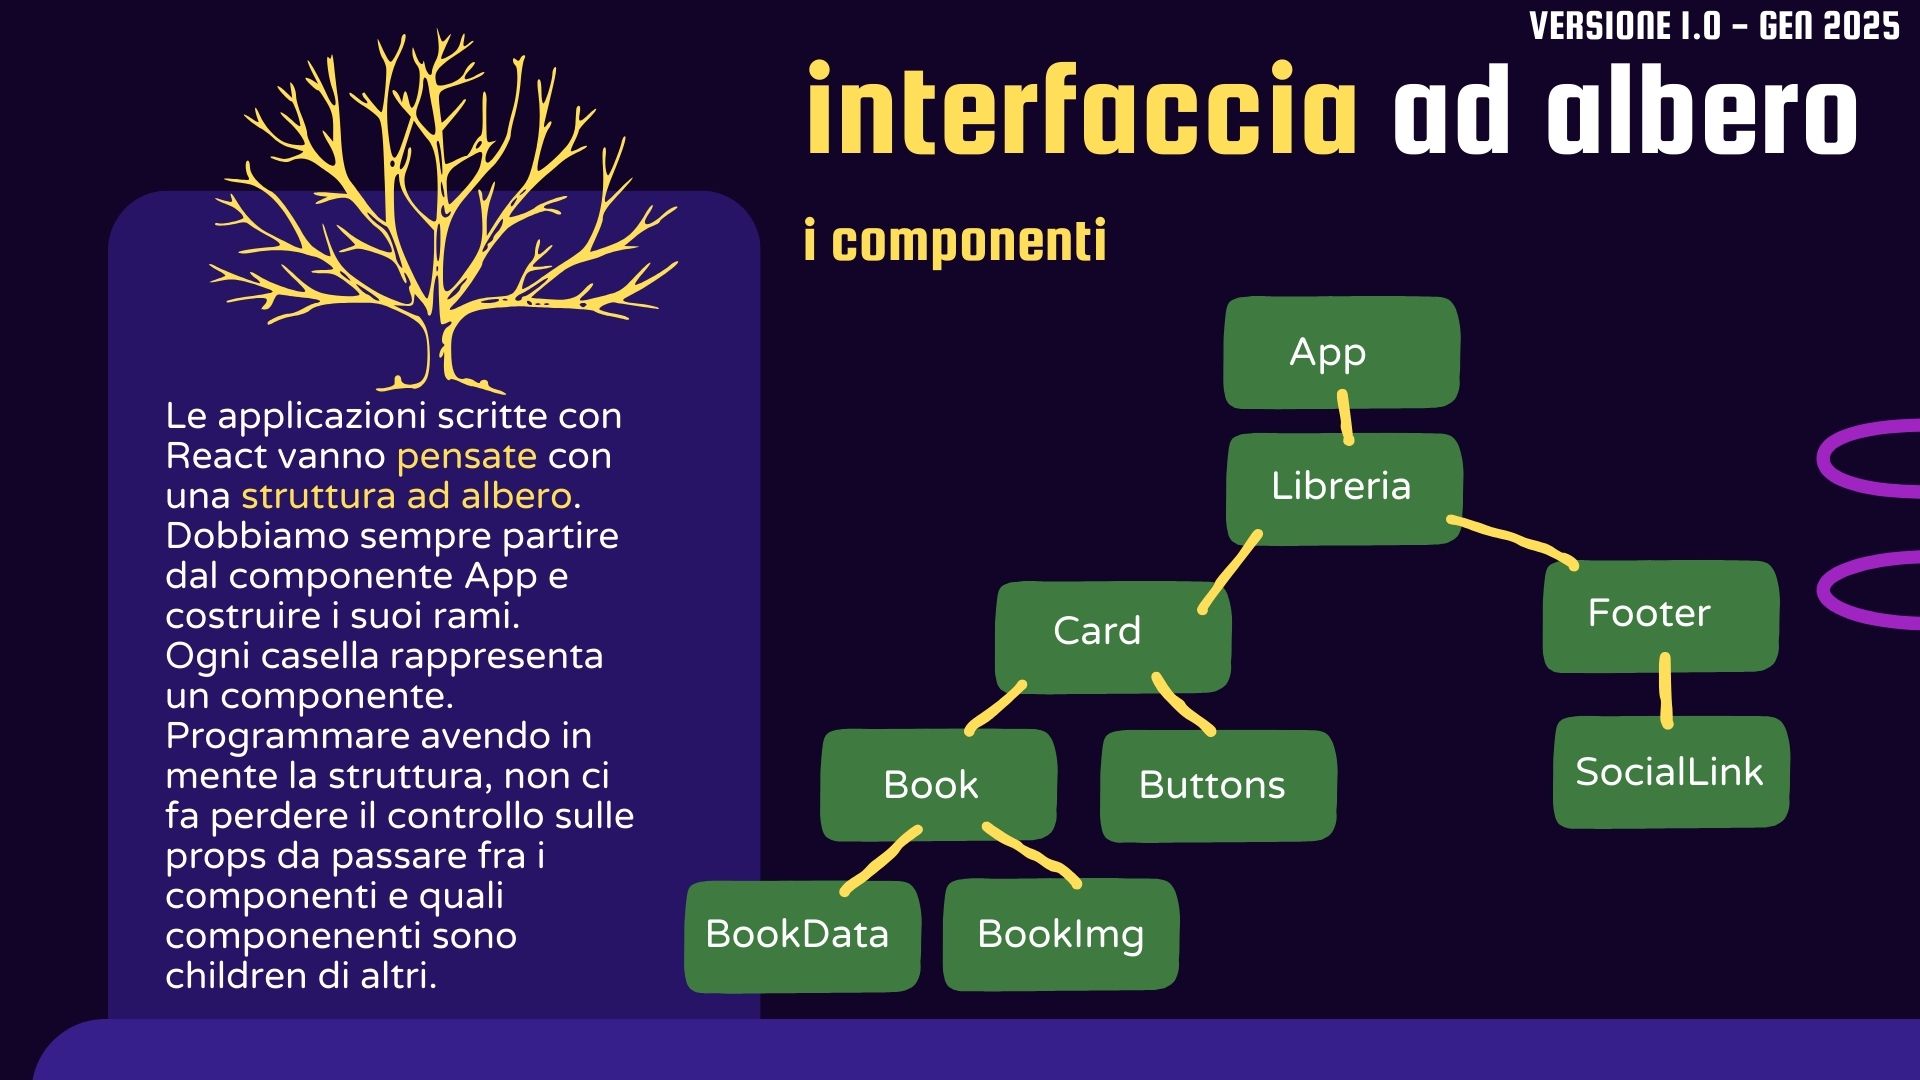 VERSIONE 1.0 - GEN 2025
interfaccia ad albero
i componenti
Le applicazioni scritte con
React vanno pensate con
una struttura ad albero.
Dobbiamo sempre partire
dal componente App e
costruire i suoi rami.
Ogni casella rappresenta
un componente.
Programmare avendo in
mente la struttura, non ci
fa perdere il controllo sulle
props da passare fra i
componenti e quali
componenenti sono
children di altri.
App
Libreria
Card
Footer
Book
Buttons
SocialLink
BookData
BookImg